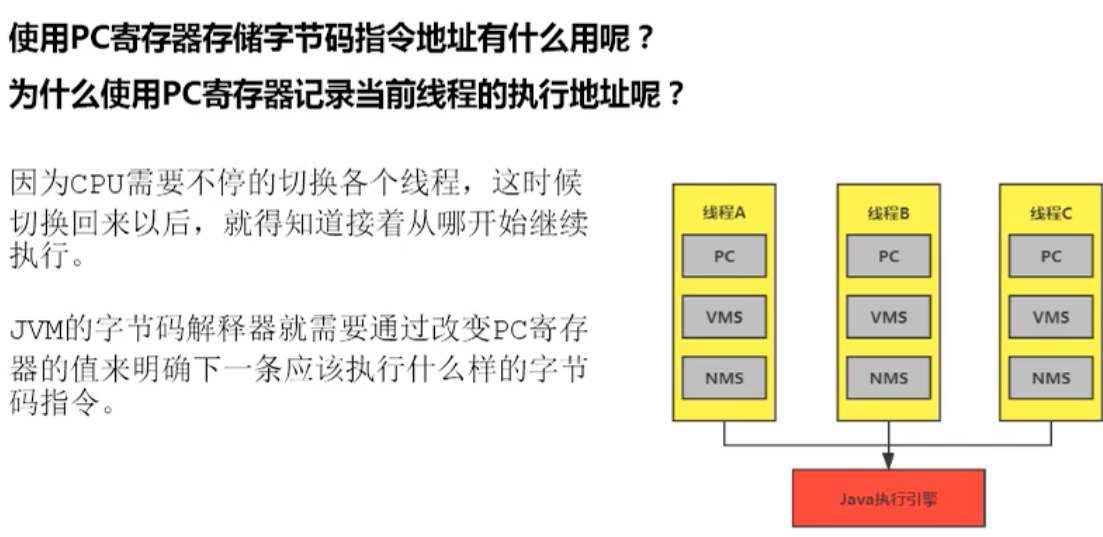 使用PC寄存器存储字节码指令地址有什么用呢？
为什么使用PC寄存器记录当前线程的执行地址呢？
因为CPU需要不停的切换各个线程，这时候
切换回来以后，就得知道接着从哪开始继续
执行。
JVM的字节码解释器就需要通过改变PC寄存
器的值来明确下一条应该执行什么样的字节
码指令。
线程A
PC
VMS
NMS
线程B
PC
VMS
NMS
线程C
PC
VMS
NMS
Java执行引擎